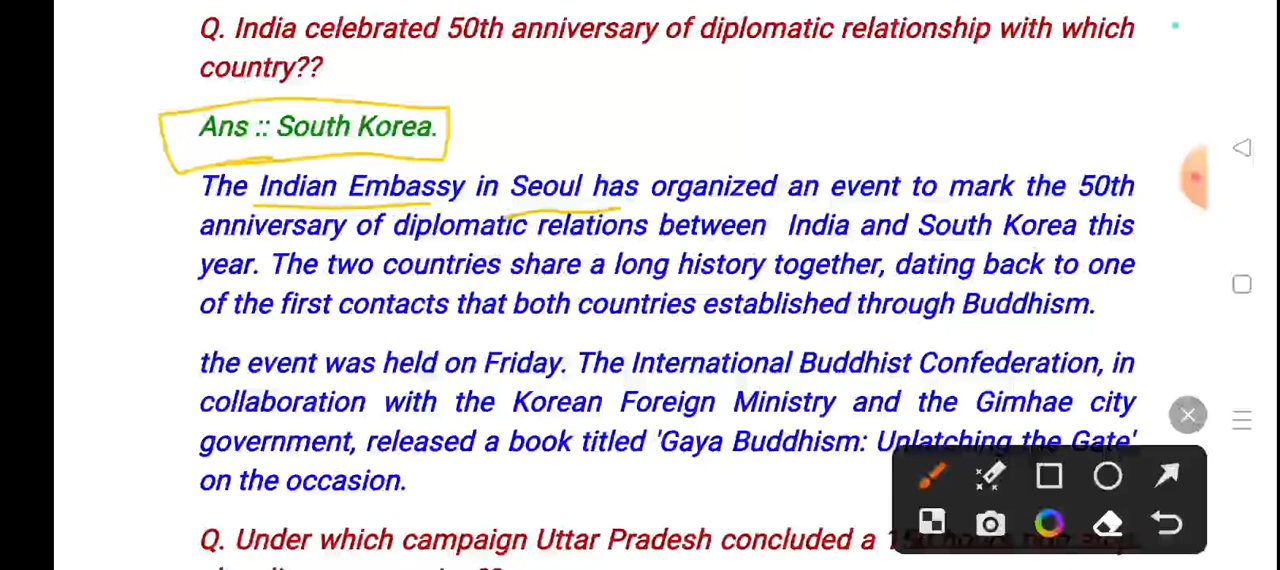 Q. India celebrated 50th anniversary of diplomatic relationship with which
country??
Ans :: South Korea.
The Indian Embassy in Seoul has organized an event to mark the 50th
anniversary of diplomatic relations between India and South Korea this
year. The two countries share a long history together, dating back to one
of the first contacts that both countries established through Buddhism.
the event was held on Friday. The International Buddhist Confederation, in
collaboration with the Korean Foreign Ministry and the Gimhae city
government, released a book titled 'Gaya Buddhism: Unlatching the Gate'
on the occasion.
Q. Under which campaign Uttar Pradesh concluded a